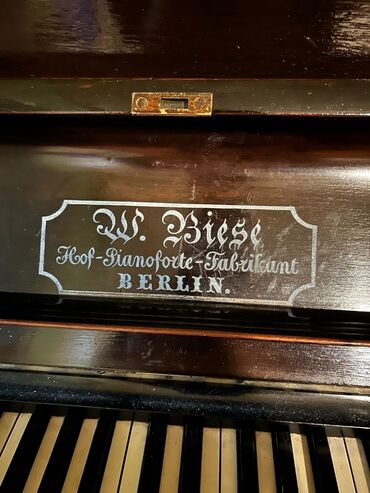 W. Biese
Hof-Pianoforte-Fabrikant
BERLIN.